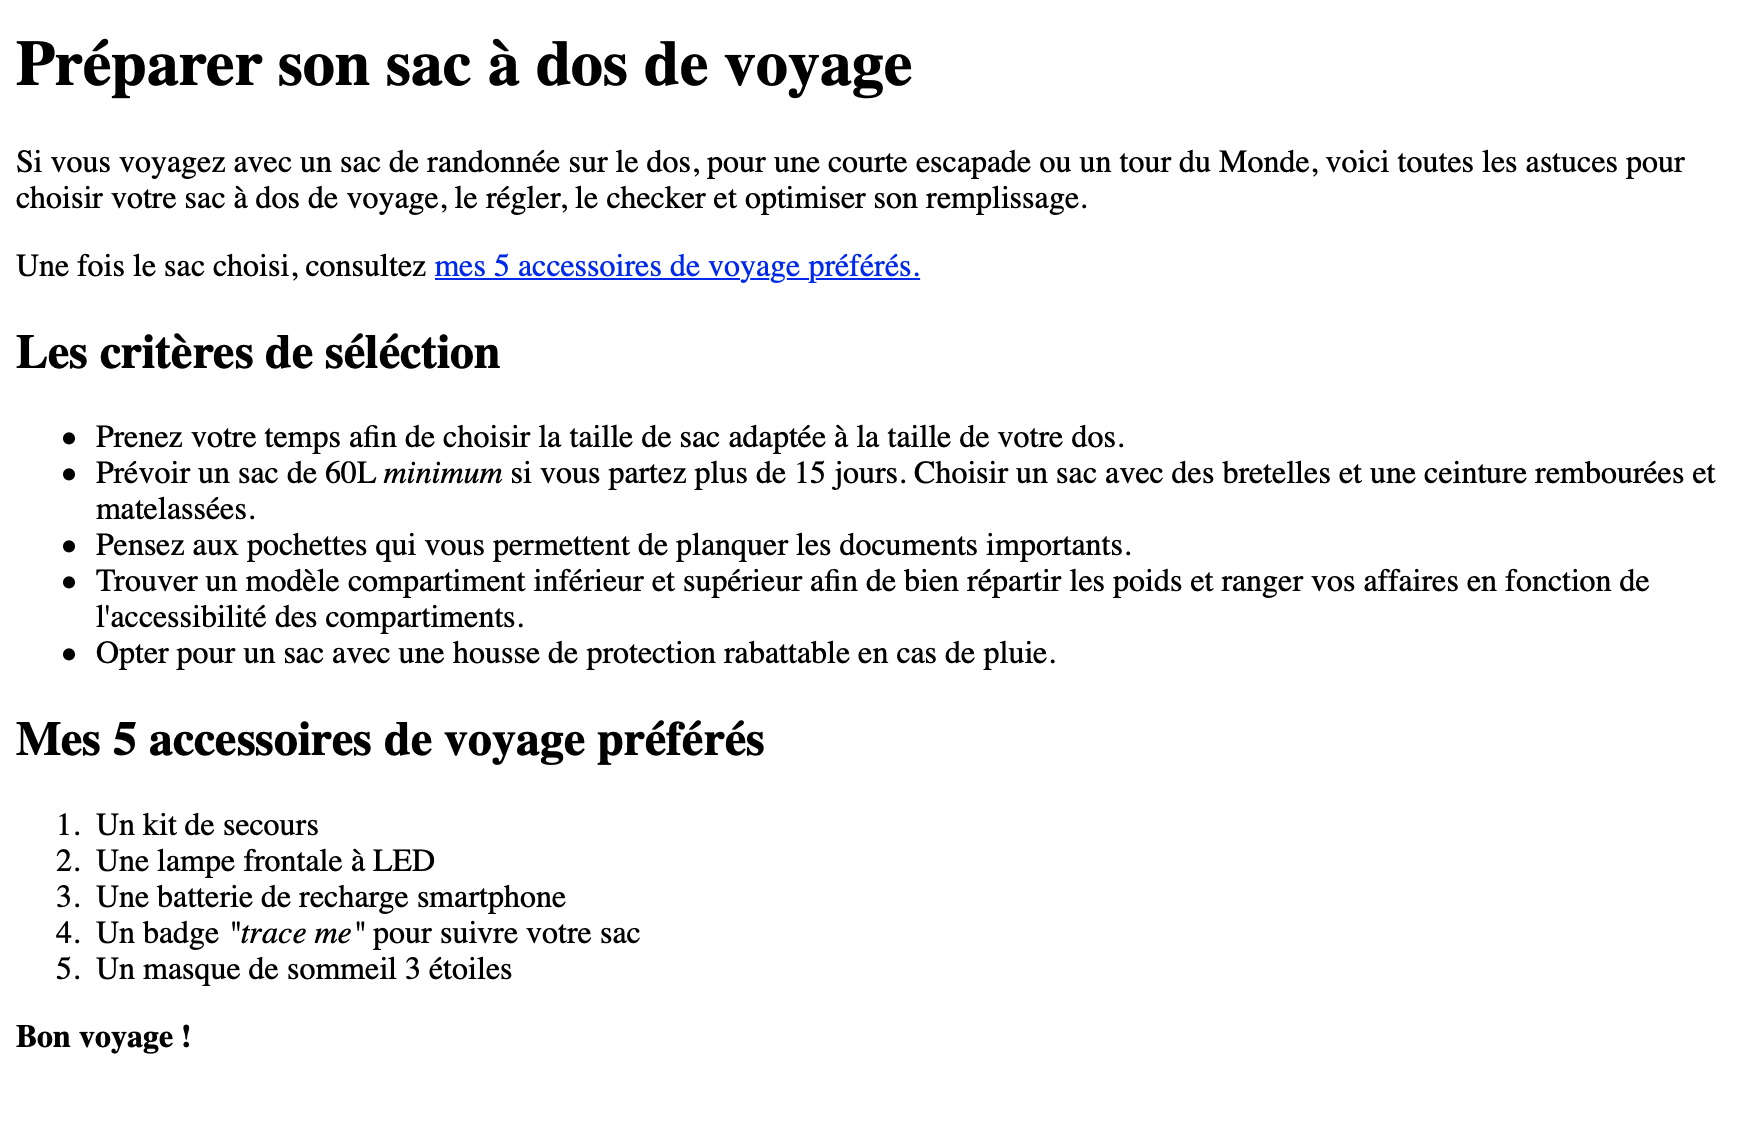 Préparer son sac à dos de voyage
Si vous voyagez avec un sac de randonnée sur le dos, pour une courte escapade ou un tour du Monde, voici toutes les astuces pour
choisir votre sac à dos de voyage, le régler, le checker et optimiser son remplissage.
Une fois le sac choisi, consultez mes 5 accessoires de voyage préférés.
Les critères de séléction
• Prenez votre temps afin de choisir la taille de sac adaptée à la taille de votre dos.
• Prévoir un sac de 60L minimum si vous partez plus de 15 jours. Choisir un sac avec des bretelles et une ceinture rembourées et
matelassées.
• Pensez aux pochettes qui vous permettent de planquer les documents importants.
• Trouver un modèle compartiment inférieur et supérieur afin de bien répartir les poids et ranger vos affaires en fonction de
l'accessibilité des compartiments.
• Opter pour un sac avec une housse de protection rabattable en cas de pluie.
Mes 5 accessoires de voyage préférés
1. Un kit de secours
2. Une lampe frontale à LED
3. Une batterie de recharge smartphone
4. Un badge "trace me" pour suivre votre sac
5. Un masque de sommeil 3 étoiles
Bon voyage !